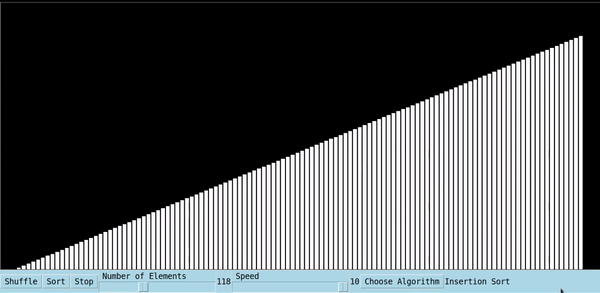 Number of Elements Speed
Shuffle Sort Stop 118 10 Choose Algorithm Insertion Sort